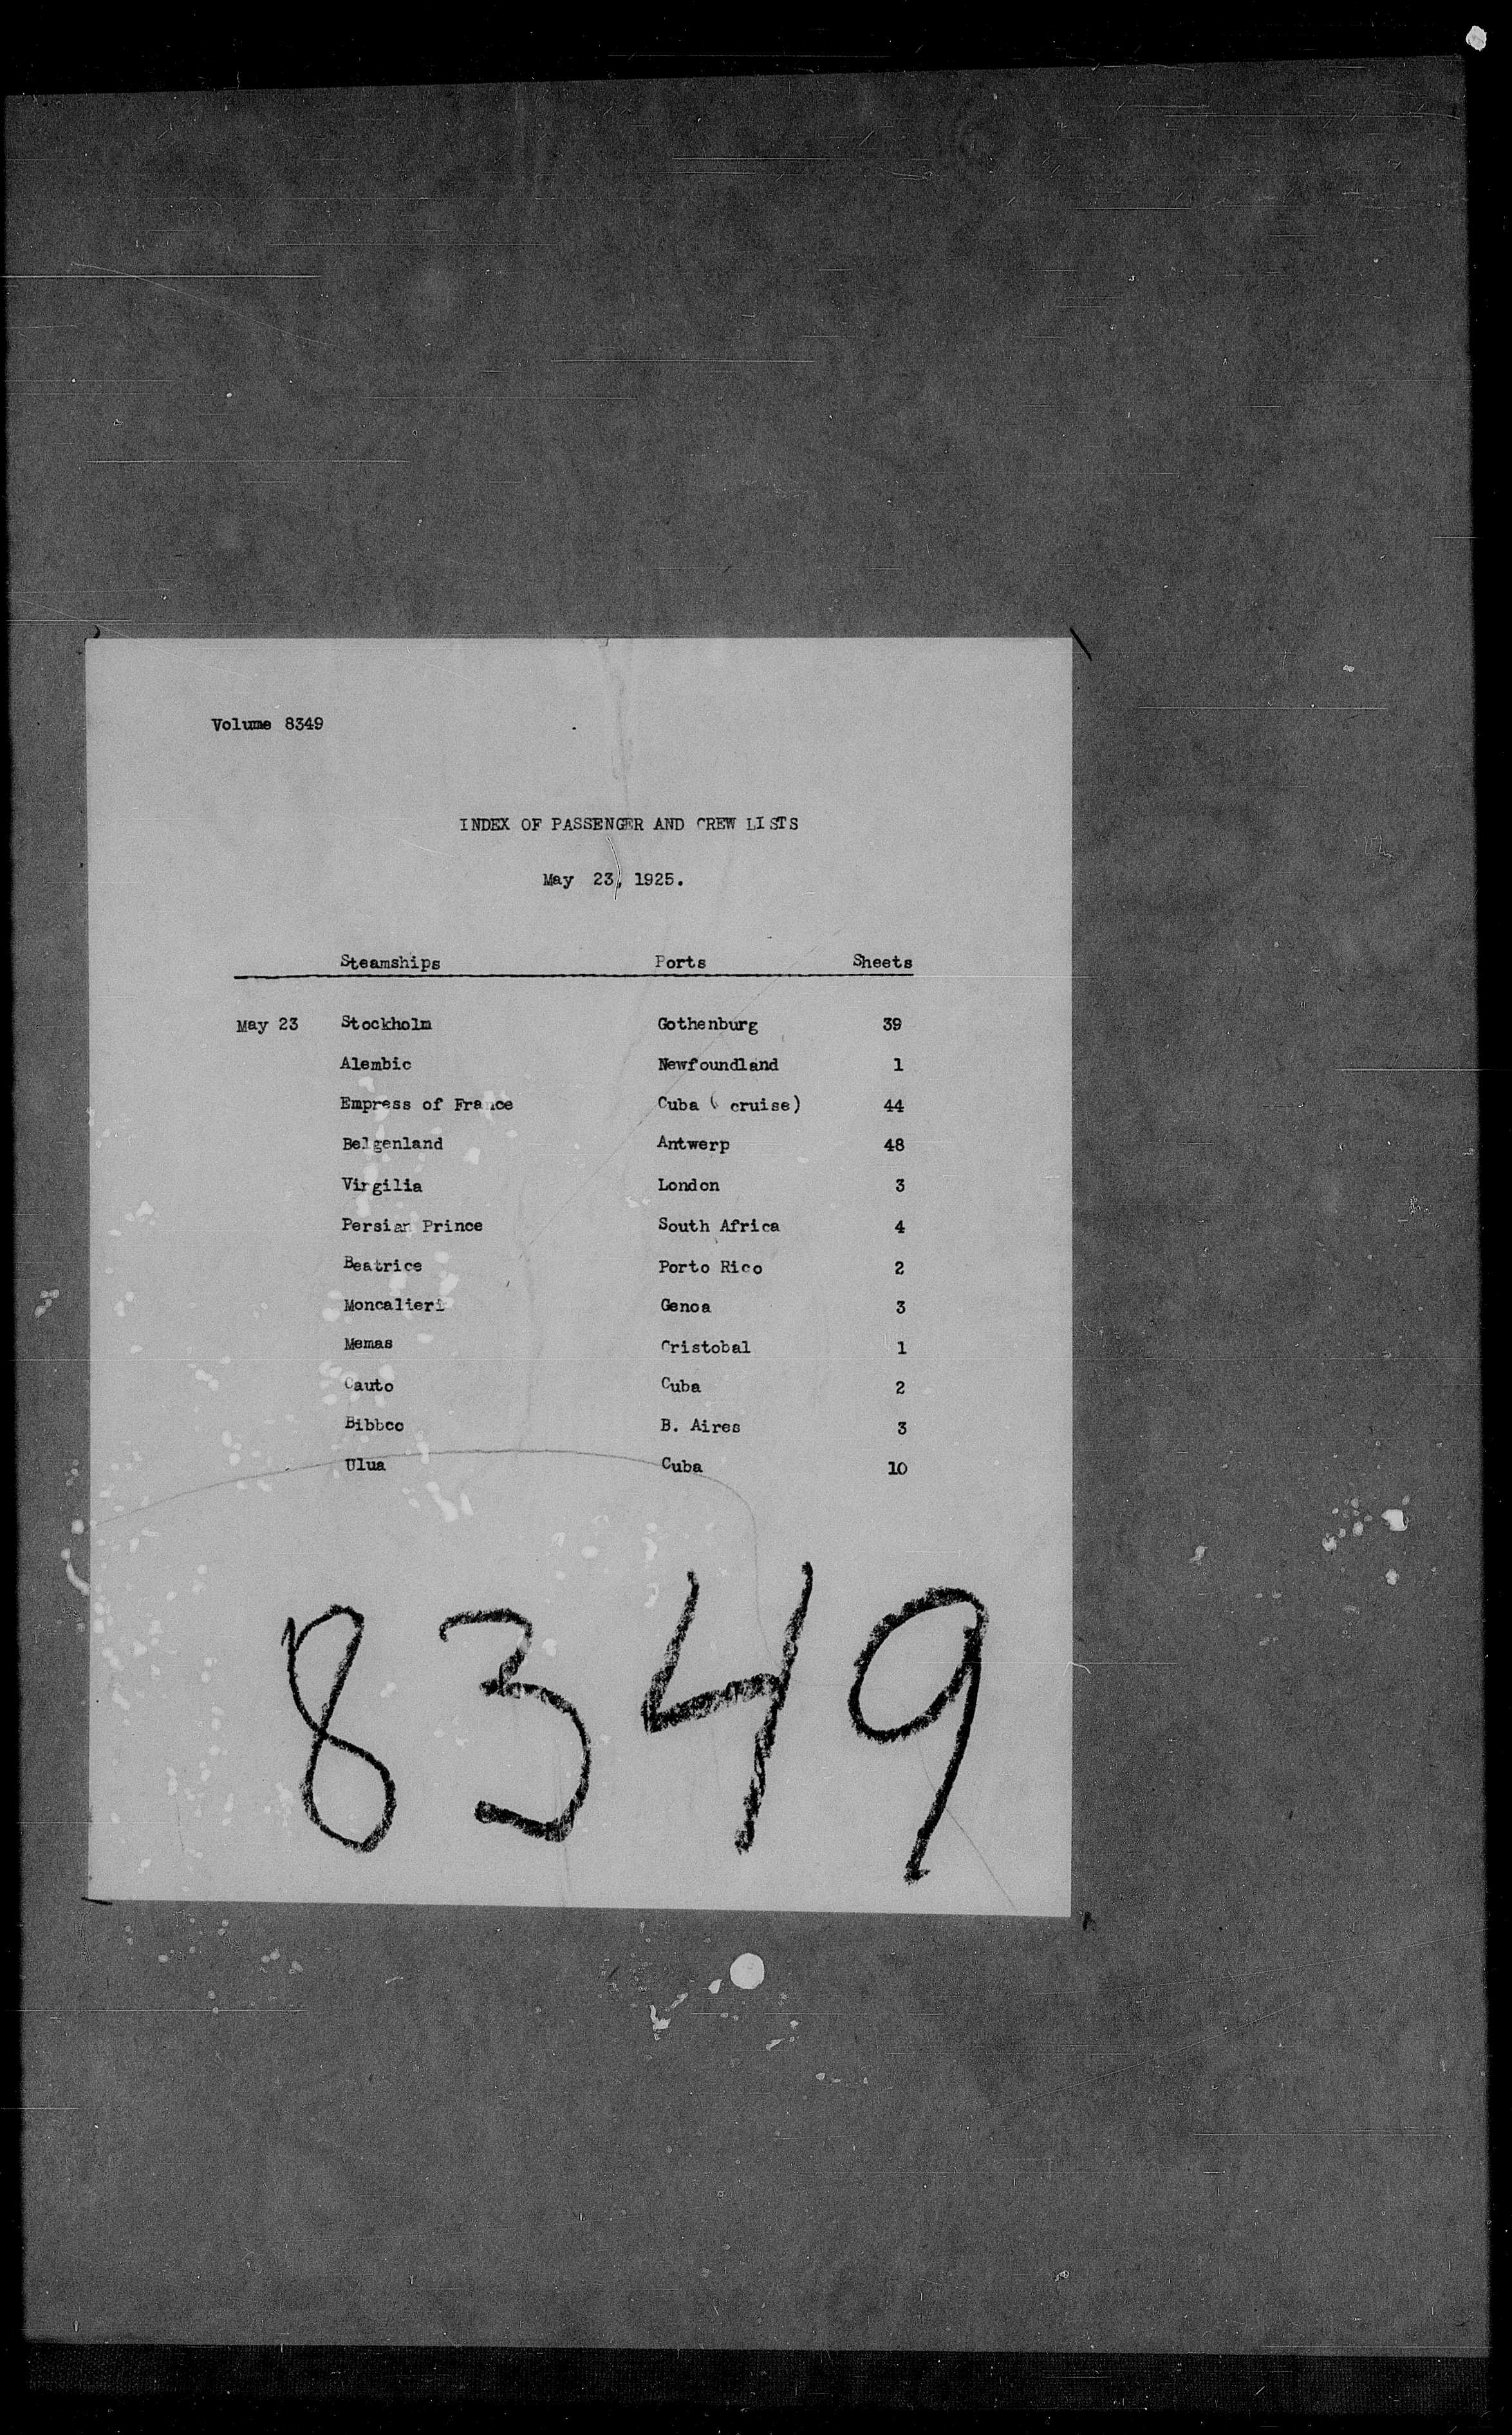 Volume 8349
INDEX OF PASSENGER AND CREW LISTS
May 23, 1925.
Steamships Ports Sheets
May 23 Stockholm Gothenburg 39
Alembic Newfoundland 1
Empress of France Cuba ( cruise) 44
Belgenland Antwerp 48
Virgilia London 3
Persian Prince South Africa 4
Beatrice Porto Rico 2
Moncalieri Genoa 3
Memas Cristobal 1
Cauto Cuba 2
Bibbco B. Aires 3
Ulua Cuba 10
8349